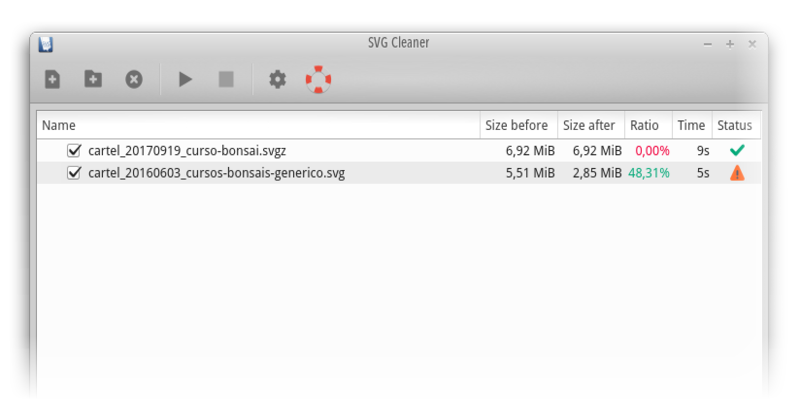 SVG Cleaner
Name Size before Size after Ratio Time Status
cartel_20170919_curso-bonsai.svgz 6,92 MiB 6,92 MiB 0,00% 9s
cartel_20160603_cursos-bonsais-generico.svg 5,51 MiB 2,85 MiB 48,31% 5s